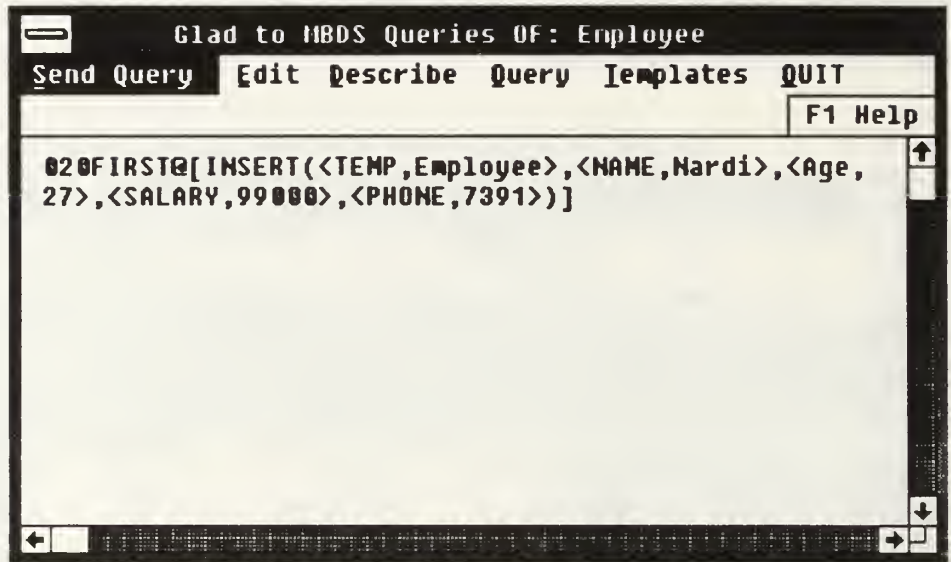 Glad to MBDS Queries OF: Employee
Send Query Edit Describe Query Templates QUIT
F1 Help
020FIRST@[INSERT(<TEMP,Employee>,<NAME,Nardi>,<Age,
27>,<SALARY,99000>,<PHONE,7391>)]